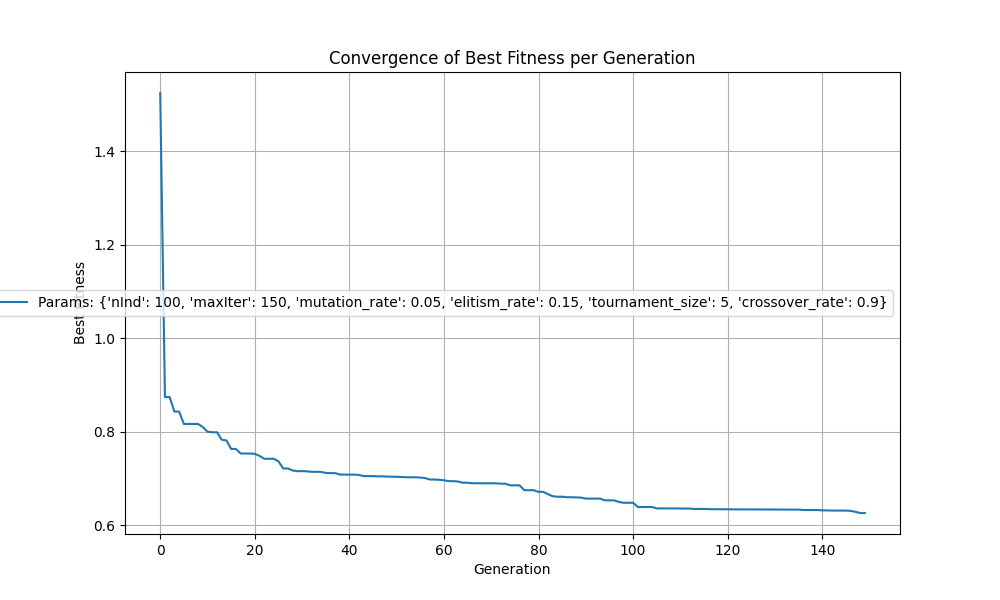 Convergence of Best Fitness per Generation
1.4
1.2
Params: {'nInd': 100, 'maxIter': 150, 'mutation_rate': 0.05, 'elitism_rate': 0.15, 'tournament_size': 5, 'crossover_rate': 0.9}
Best
1.0
0.8
0.6
0 20 40 60 80 100 120 140
Generation